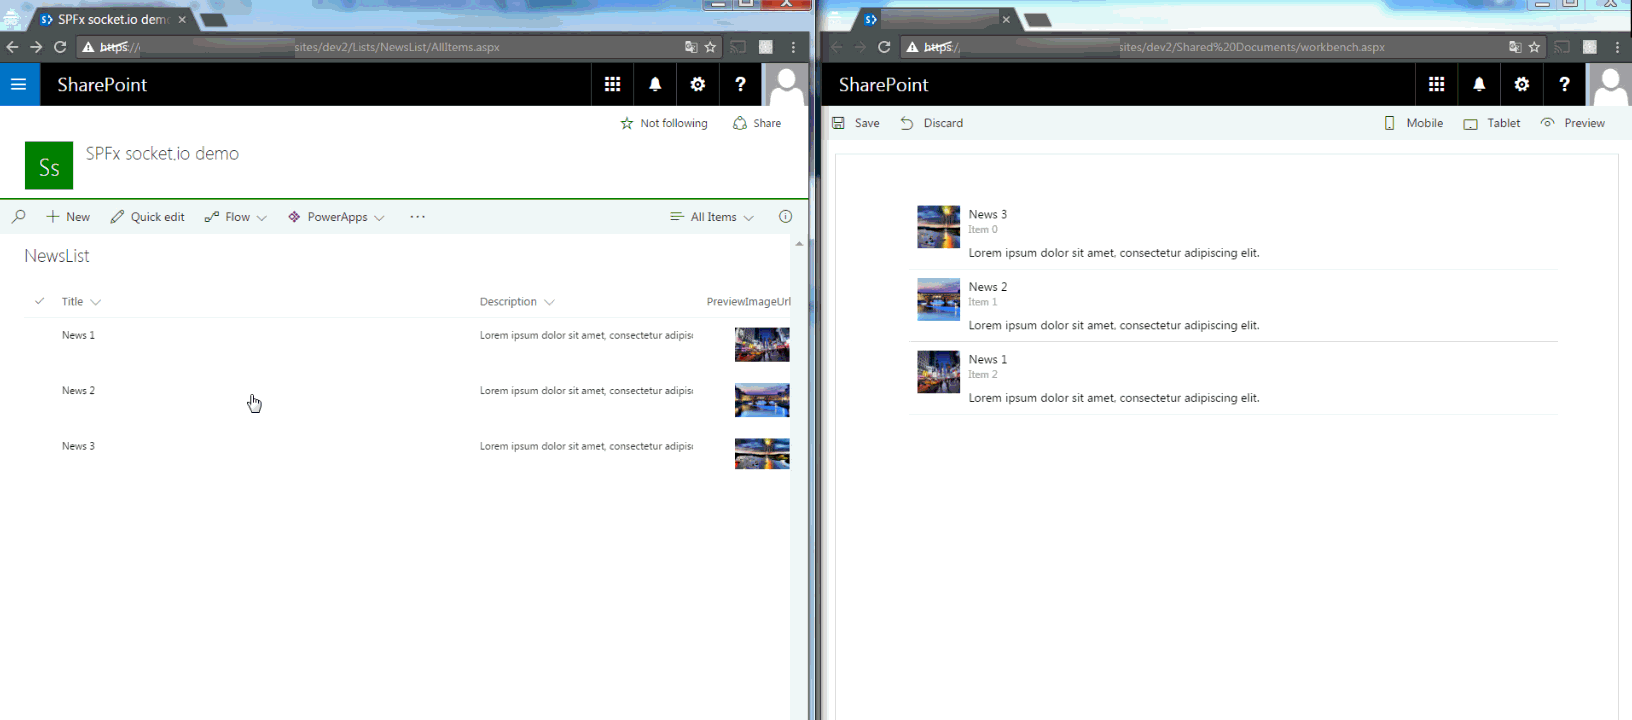 SPFx socket.io dem
https://
sites/dev2/Lists/NewsList/AllItems.aspx
SharePoint
?
Not following
Share
Ss
SPFx socket.io demo
New
Quick edit
Flow
PowerApps
...
All Items
NewsList
Title
Description
PreviewImageUrl
News 1
Lorem ipsum dolor sit amet, consectetur adipis
News 2
Lorem ipsum dolor sit amet, consectetur adipis
News 3
Lorem ipsum dolor sit amet, consectetur adipis
https:/
sites/dev2/Shared%20Documents/workbench.aspx
SharePoint
?
Save
Discard
Mobile
Tablet
Preview
News 3
Item 0
Lorem ipsum dolor sit amet, consectetur adipiscing elit.
News 2
Item 1
Lorem ipsum dolor sit amet, consectetur adipiscing elit.
News 1
Item 2
Lorem ipsum dolor sit amet, consectetur adipiscing elit.